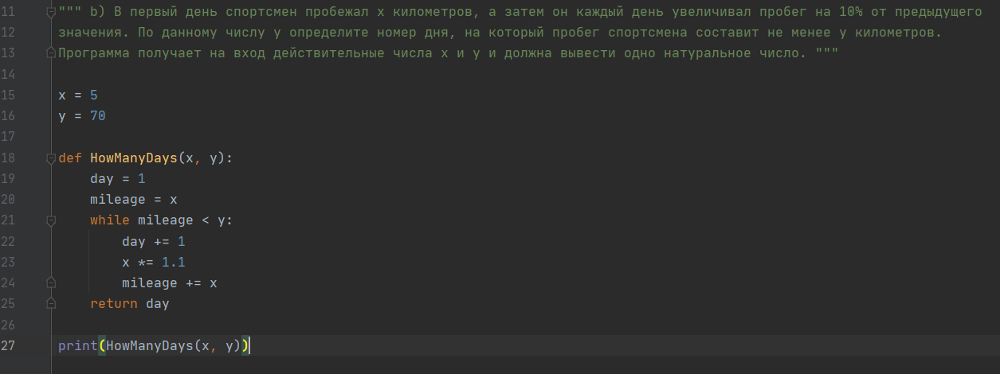 11 """ b) В первый день спортсмен пробежал x километров, а затем он каждый день увеличивал пробег на 10% от предыдущего
12 значения. По данному числу y определите номер дня, на который пробег спортсмена составит не менее y километров.
13 Программа получает на вход действительные числа x и y и должна вывести одно натуральное число. """
14
15 x = 5
16 y = 70
17
18 def HowManyDays(x, y):
19     day = 1
20     mileage = x
21     while mileage < y:
22         day += 1
23         x *= 1.1
24         mileage += x
25     return day
26
27 print(HowManyDays(x, y))